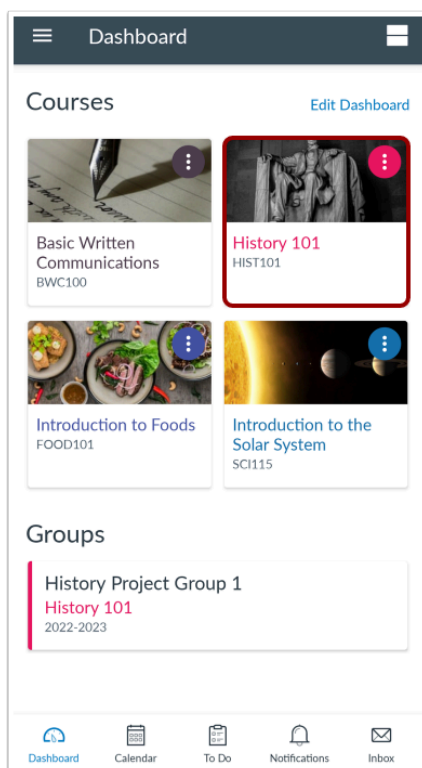 Dashboard
Courses
Edit Dashboard
Basic Written
Communications
BWC100
History 101
HIST101
Introduction to Foods
FOOD101
Introduction to the
Solar System
SCI115
Groups
History Project Group 1
History 101
2022-2023
Dashboard
Calendar
To Do
Notifications
Inbox